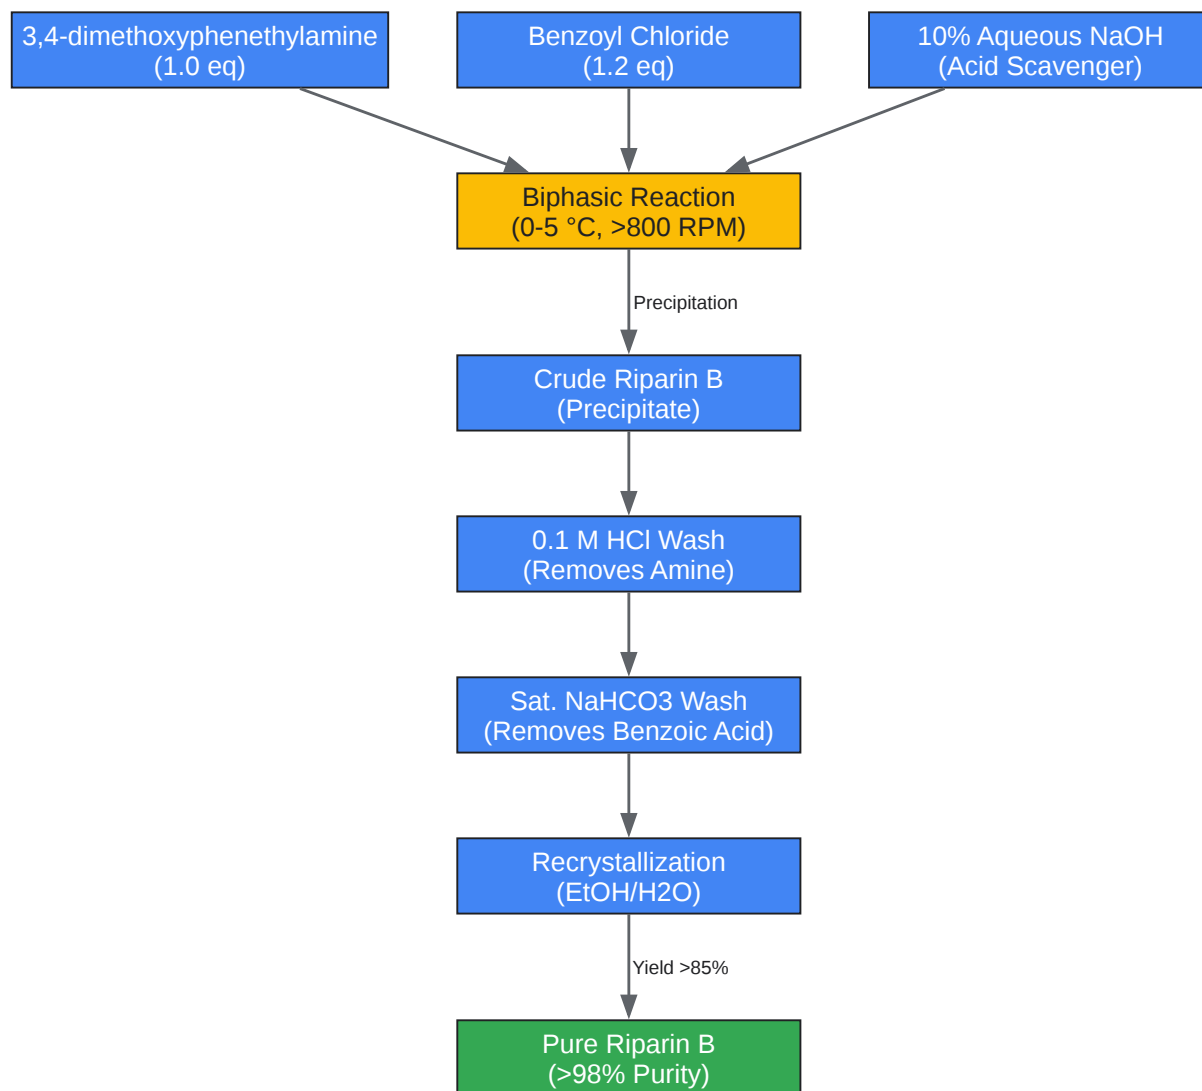 3,4-dimethoxyphenethylamine
(1.0 eq)
Benzoyl Chloride
(1.2 eq)
10% Aqueous NaOH
(Acid Scavenger)
Biphasic Reaction
(0-5 °C, >800 RPM)
Precipitation
Crude Riparin B
(Precipitate)
0.1 M HCl Wash
(Removes Amine)
Sat. NaHCO3 Wash
(Removes Benzoic Acid)
Recrystallization
(EtOH/H2O)
Yield >85%
Pure Riparin B
(>98% Purity)